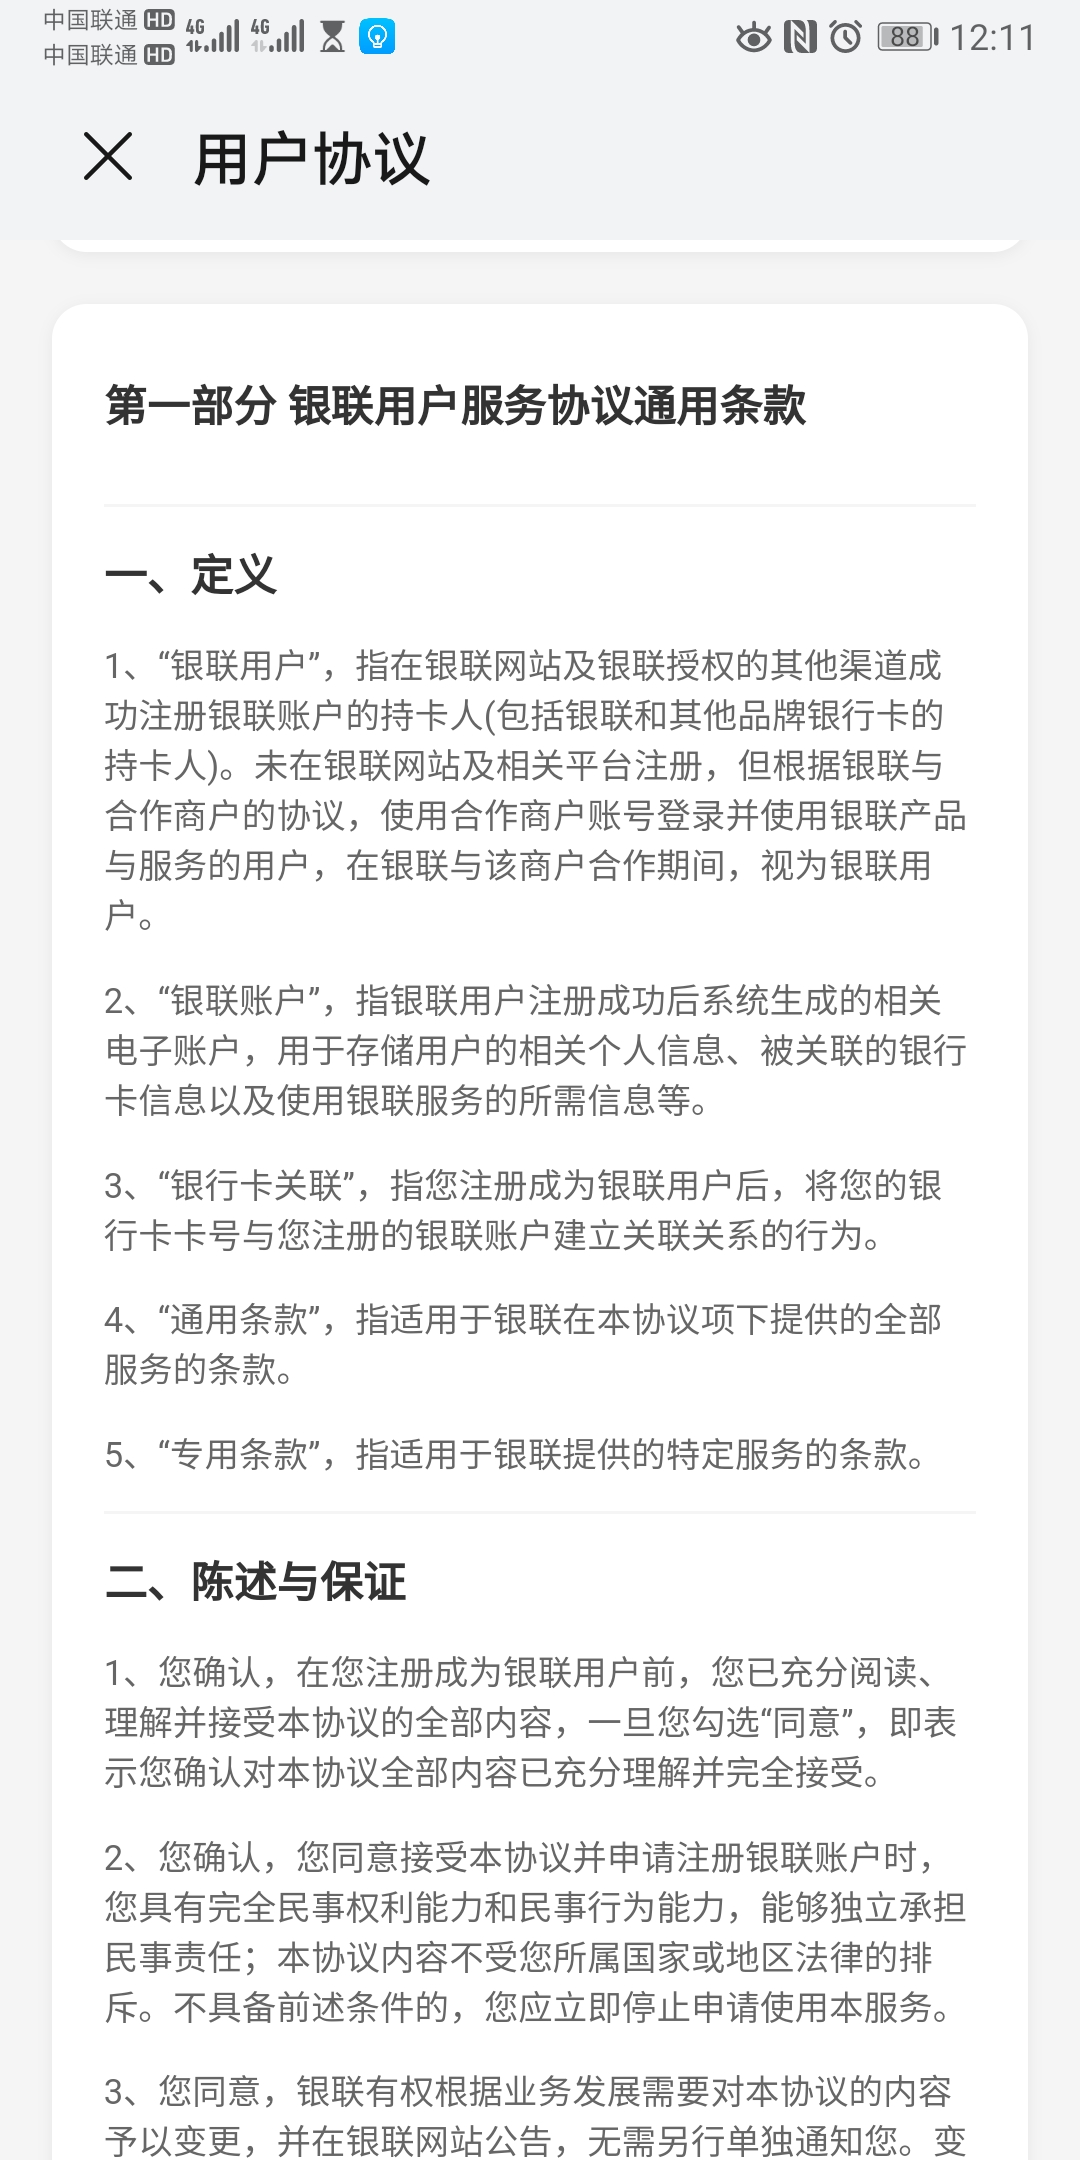 中国联通 HD 4G 4G 88 12:11
中国联通 HD
用户协议
第一部分 银联用户服务协议通用条款
一、定义
1、“银联用户”，指在银联网站及银联授权的其他渠道成
功注册银联账户的持卡人(包括银联和其他品牌银行卡的
持卡人)。未在银联网站及相关平台注册，但根据银联与
合作商户的协议，使用合作商户账号登录并使用银联产品
与服务的用户，在银联与该商户合作期间，视为银联用
户。
2、“银联账户”，指银联用户注册成功后系统生成的相关
电子账户，用于存储用户的相关个人信息、被关联的银行
卡信息以及使用银联服务的所需信息等。
3、“银行卡关联”，指您注册成为银联用户后，将您的银
行卡卡号与您注册的银联账户建立关联关系的行为。
4、“通用条款”，指适用于银联在本协议项下提供的全部
服务的条款。
5、“专用条款”，指适用于银联提供的特定服务的条款。
二、陈述与保证
1、您确认，在您注册成为银联用户前，您已充分阅读、
理解并接受本协议的全部内容，一旦您勾选“同意”，即表
示您确认对本协议全部内容已充分理解并完全接受。
2、您确认，您同意接受本协议并申请注册银联账户时，
您具有完全民事权利能力和民事行为能力，能够独立承担
民事责任；本协议内容不受您所属国家或地区法律的排
斥。不具备前述条件的，您应立即停止申请使用本服务。
3、您同意，银联有权根据业务发展需要对本协议的内容
予以变更，并在银联网站公告，无需另行单独通知您。变